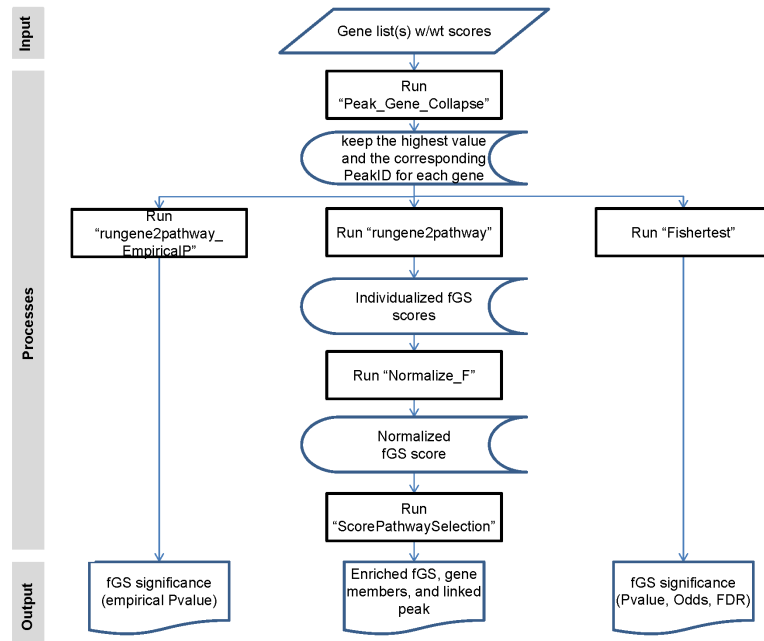 Input
Gene list(s) w/wt scores
Processes
Run
“Peak_Gene_Collapse”
keep the highest value
and the corresponding
PeakID for each gene
Run
“rungene2pathway_
EmpiricalP”
Run “rungene2pathway”
Run “Fishertest”
Individualized fGS
scores
Run “Normalize_F”
Normalized
fGS score
Run
“ScorePathwaySelection”
Output
fGS significance
(empirical Pvalue)
Enriched fGS, gene
members, and linked
peak
fGS significance
(Pvalue, Odds, FDR)